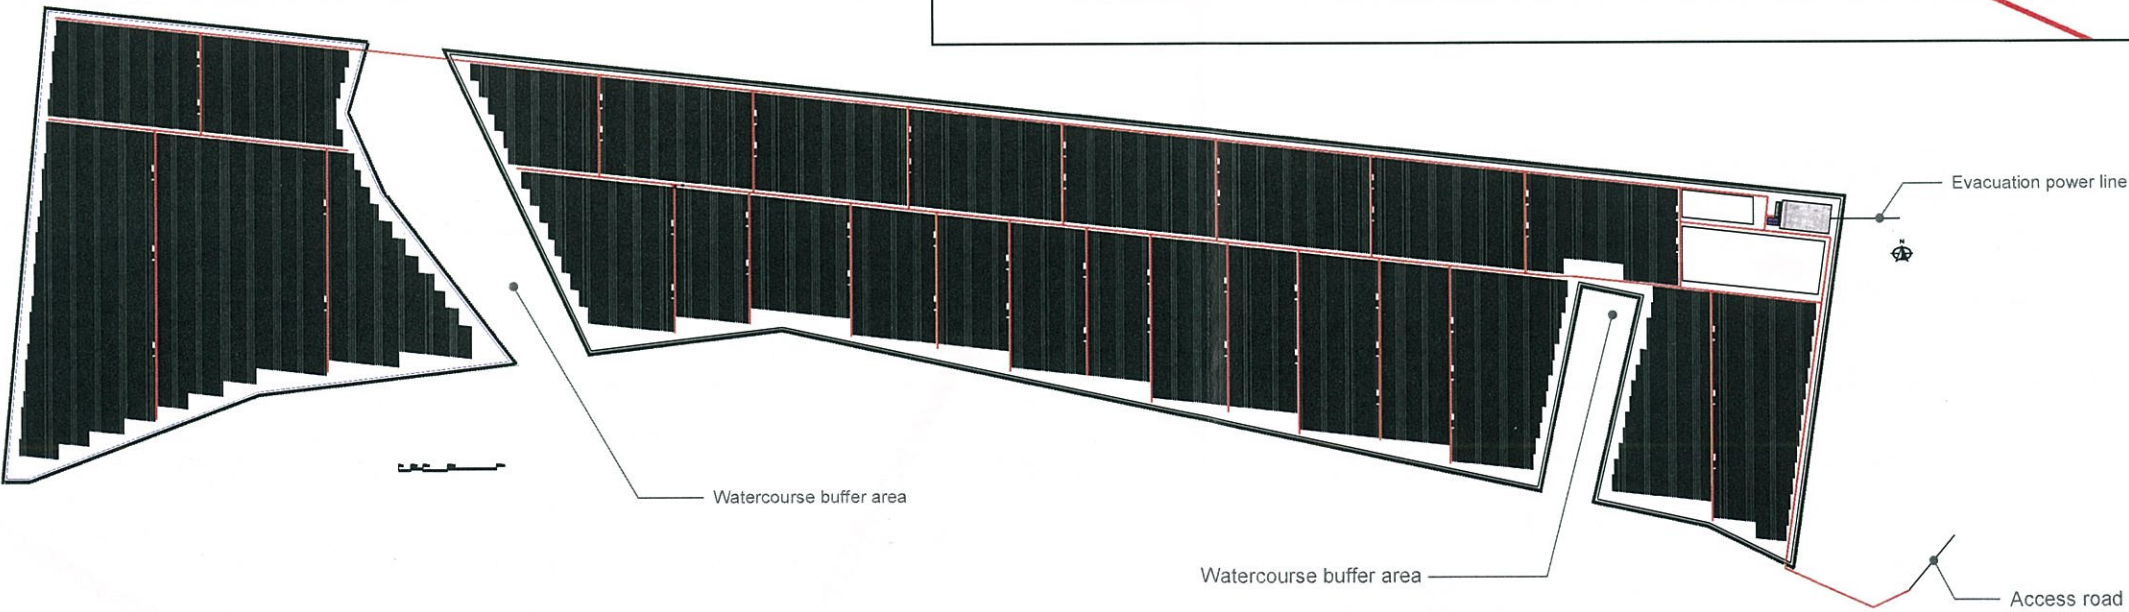 Evacuation power line
N
Watercourse buffer area
Watercourse buffer area
Access road